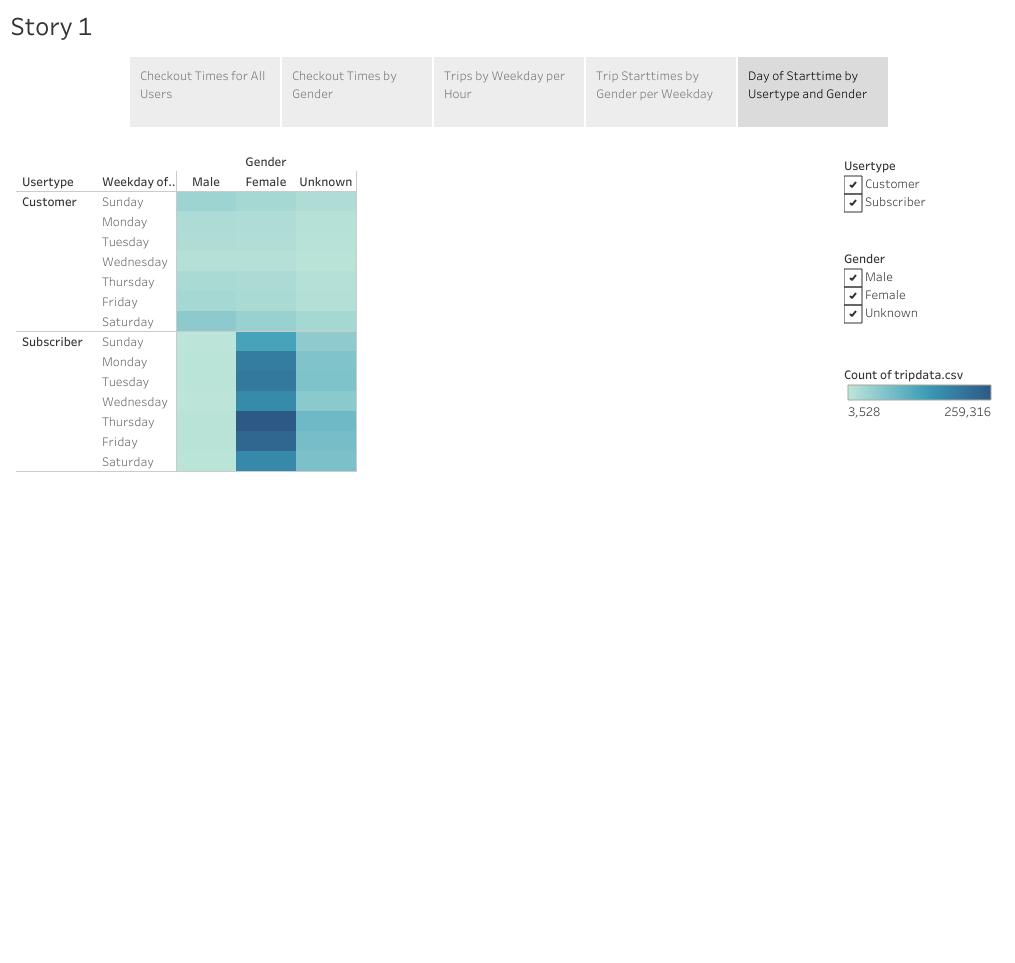 Story 1
Checkout Times for All
Users
Checkout Times by
Gender
Trips by Weekday per
Hour
Trip Starttimes by
Gender per Weekday
Day of Starttime by
Usertype and Gender
Gender
Usertype Weekday of.. Male Female Unknown
Customer Sunday
Monday
Tuesday
Wednesday
Thursday
Friday
Saturday
Subscriber Sunday
Monday
Tuesday
Wednesday
Thursday
Friday
Saturday
Usertype
Customer
Subscriber
Gender
Male
Female
Unknown
Count of tripdata.csv
3,528 259,316